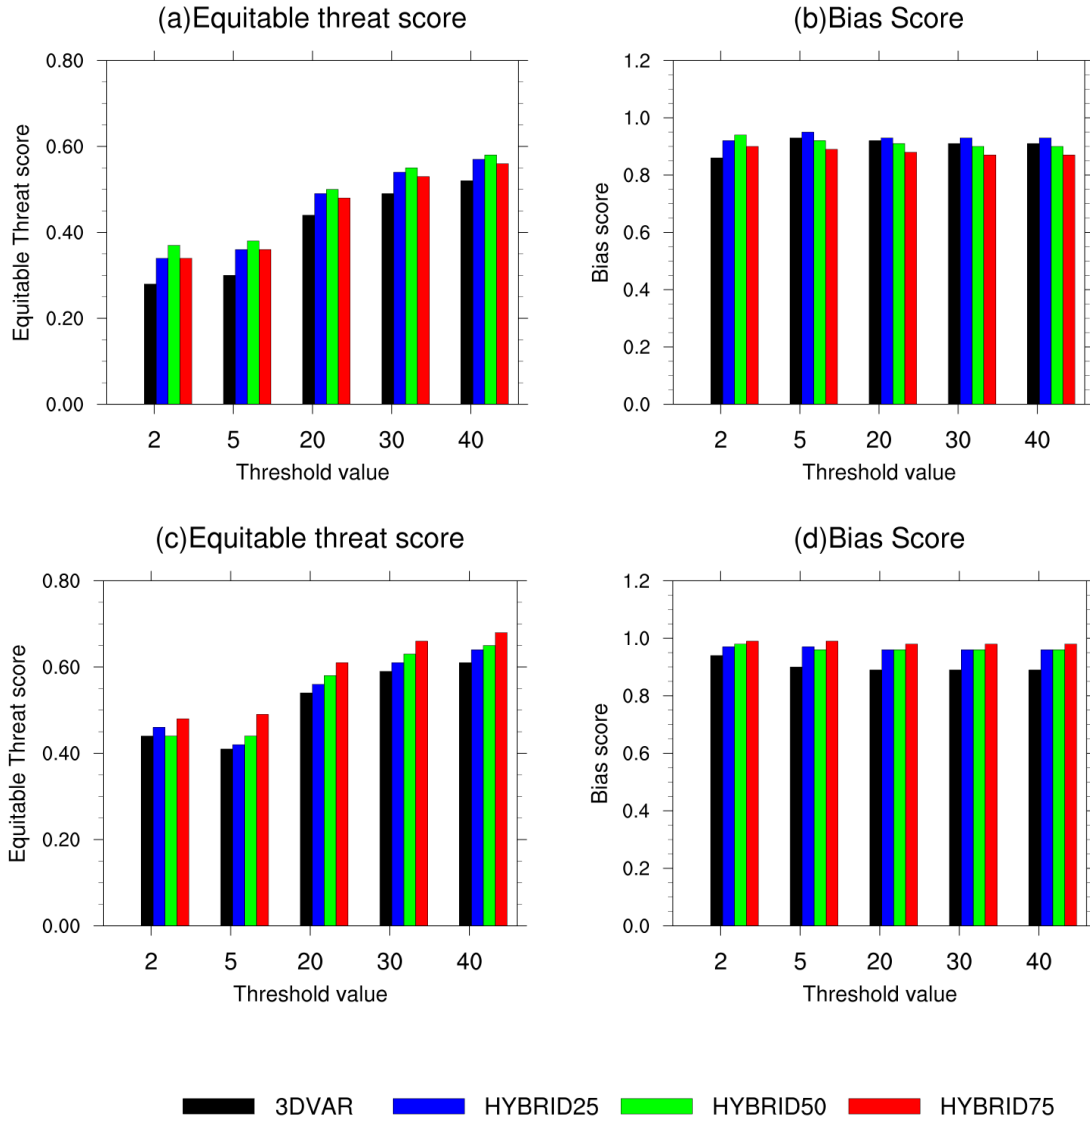 (a)Equitable threat score
(b)Bias Score
0.80
0.60
0.40
0.20
0.00
Equitable Threat score
2 5 20 30 40
Threshold value
1.2
1.0
0.8
0.6
0.4
0.2
0.0
Bias score
2 5 20 30 40
Threshold value
(c)Equitable threat score
(d)Bias Score
0.80
0.60
0.40
0.20
0.00
Equitable Threat score
2 5 20 30 40
Threshold value
1.2
1.0
0.8
0.6
0.4
0.2
0.0
Bias score
2 5 20 30 40
Threshold value
3DVAR HYBRID25 HYBRID50 HYBRID75